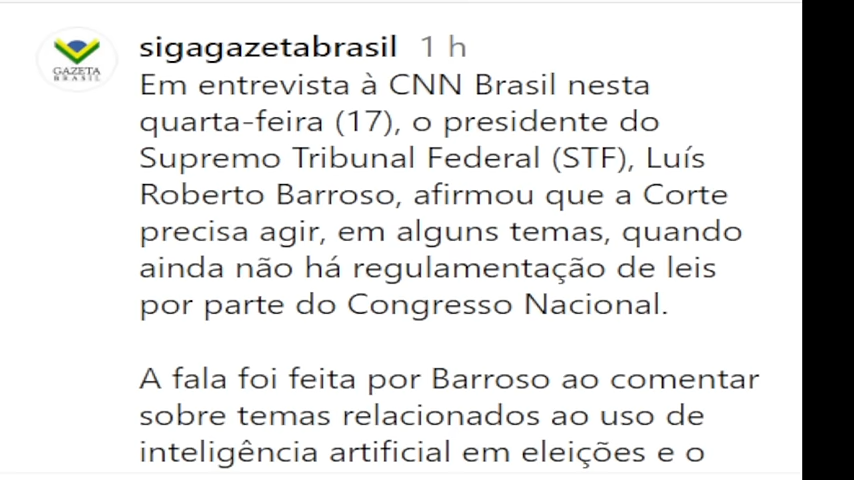 sigagazetabrasil 1 h
GAZETA
BRASIL
Em entrevista à CNN Brasil nesta
quarta-feira (17), o presidente do
Supremo Tribunal Federal (STF), Luís
Roberto Barroso, afirmou que a Corte
precisa agir, em alguns temas, quando
ainda não há regulamentação de leis
por parte do Congresso Nacional.
A fala foi feita por Barroso ao comentar
sobre temas relacionados ao uso de
inteligência artificial em eleições e o